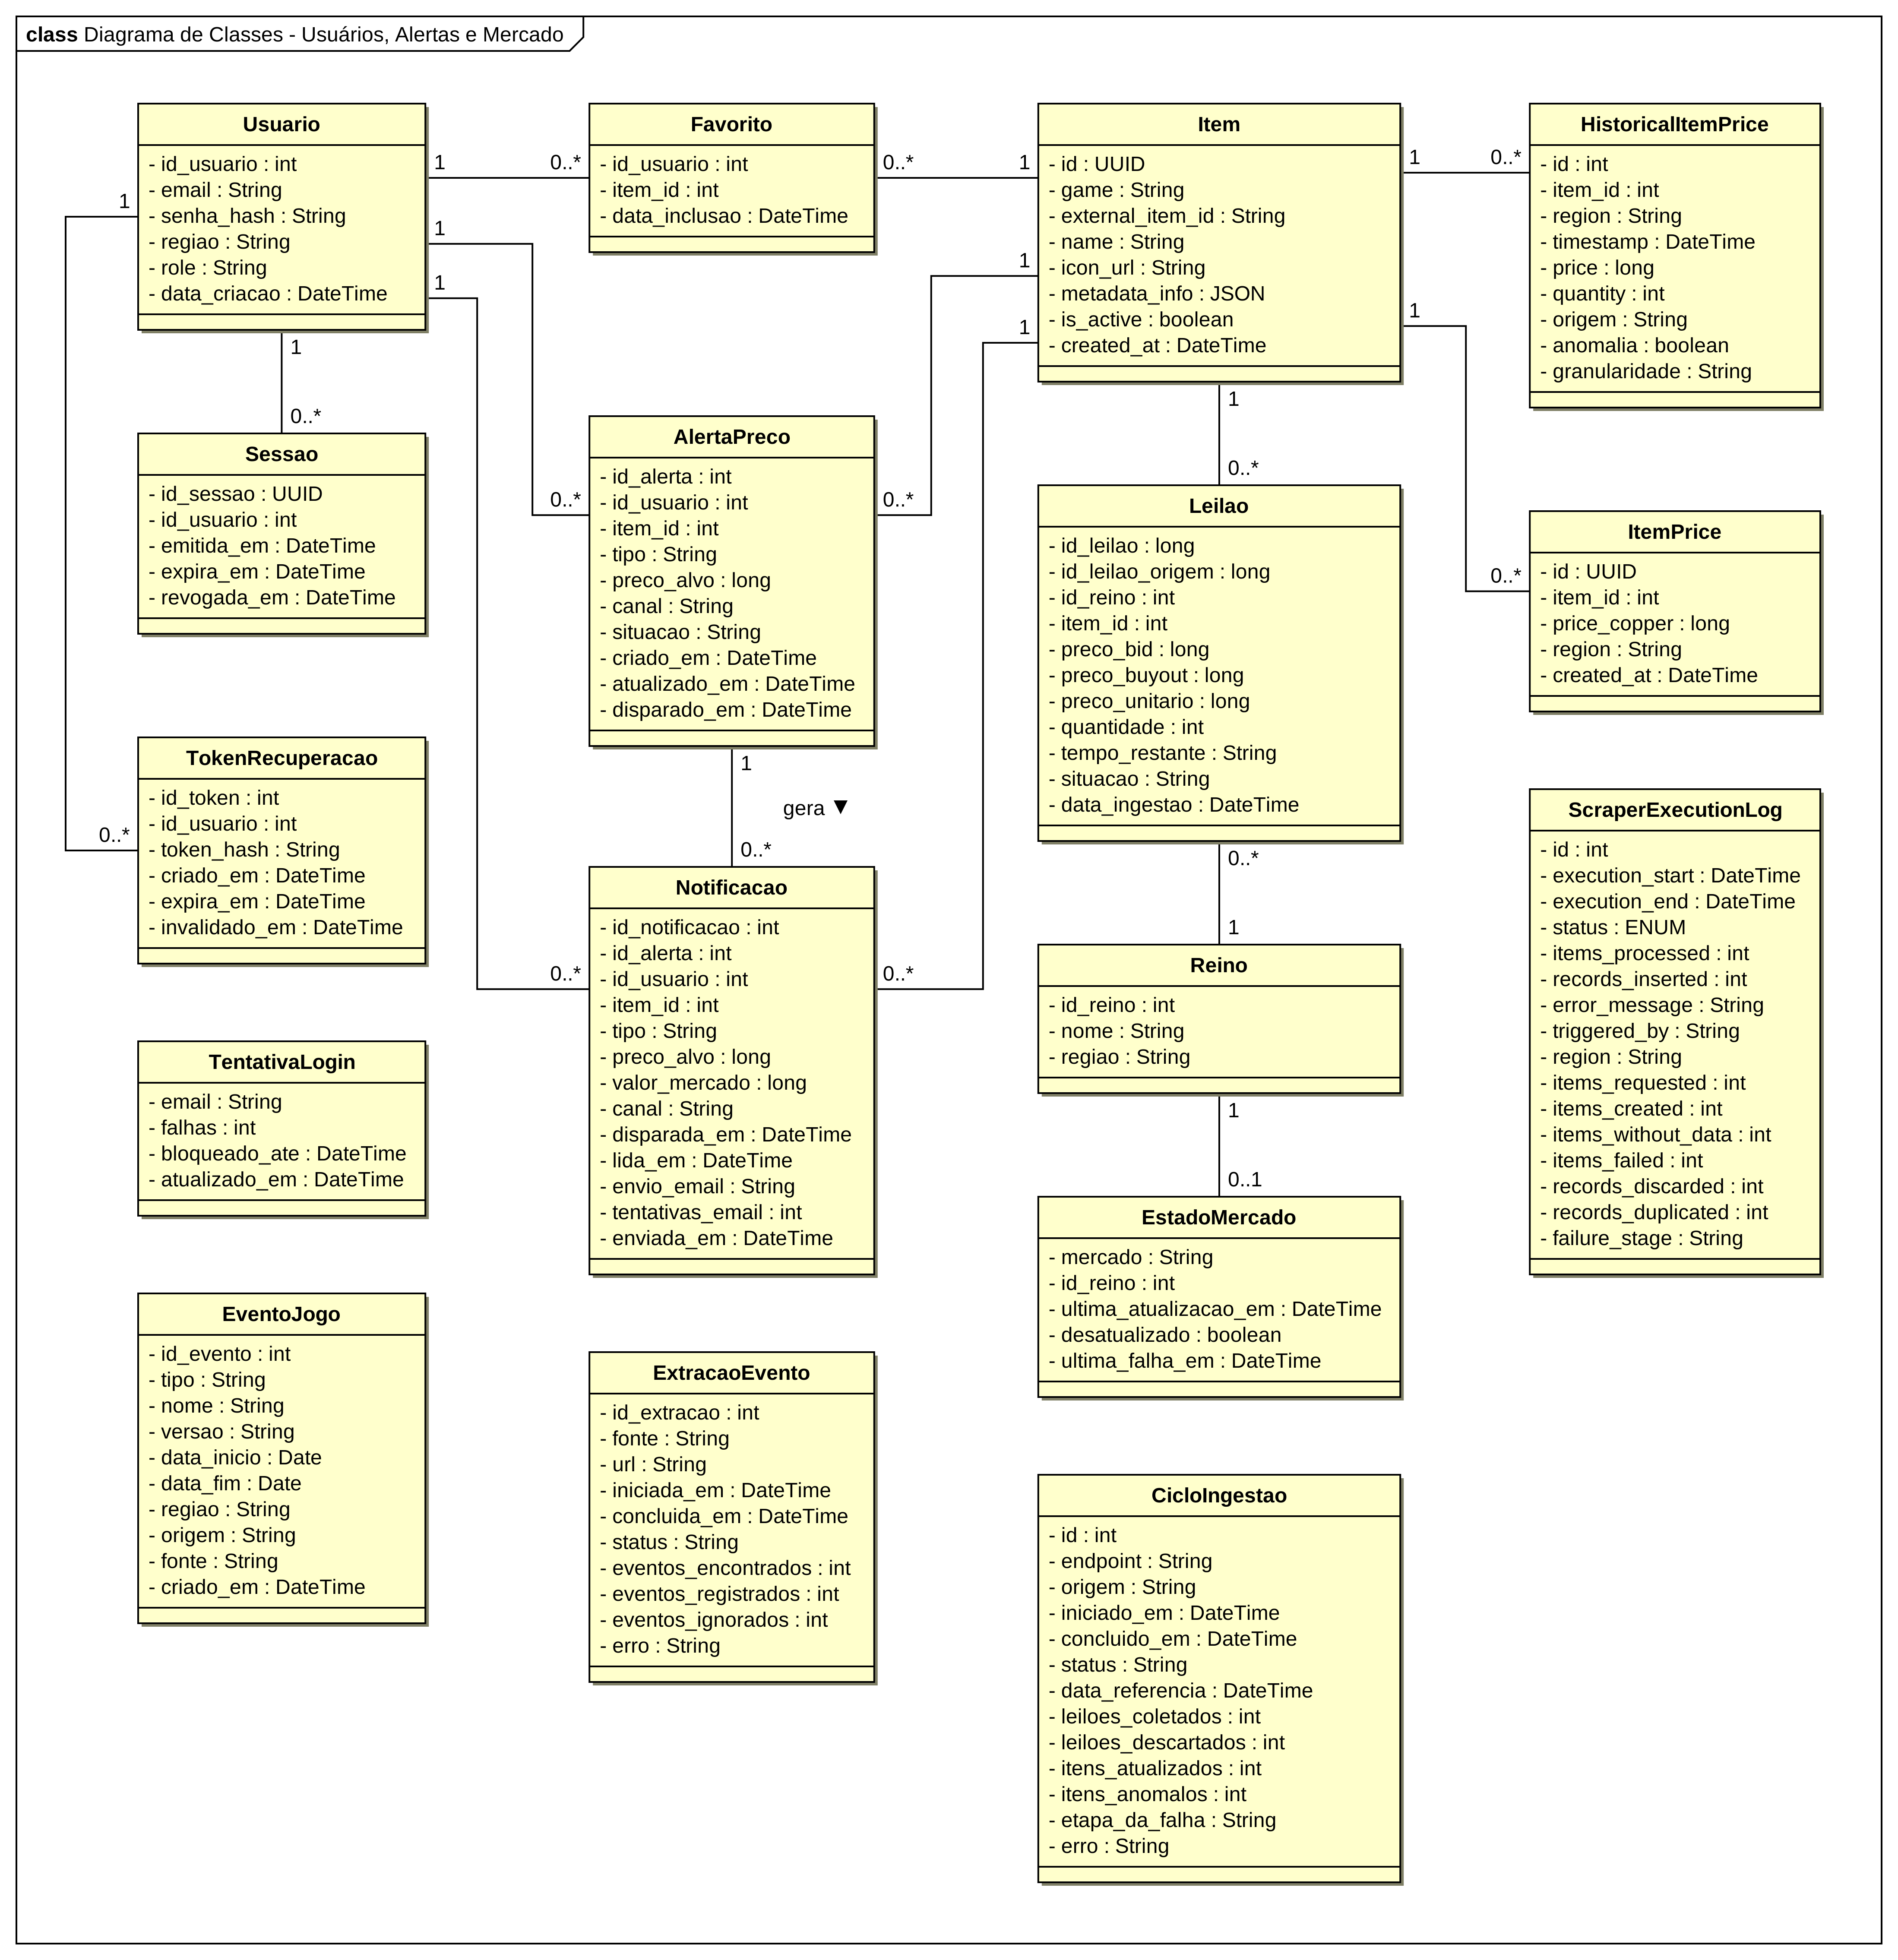 class Diagrama de Classes - Usuários, Alertas e Mercado
Usuario
- id_usuario : int
- email : String
- senha_hash : String
- regiao : String
- role : String
- data_criacao : DateTime
1
0..*
1
1
1
1
0..*
Favorito
- id_usuario : int
- item_id : int
- data_inclusao : DateTime
0..*
1
Item
- id : UUID
- game : String
- external_item_id : String
- name : String
- icon_url : String
- metadata_info : JSON
- is_active : boolean
- created_at : DateTime
1
1
1
0..*
1
0..*
1
0..*
HistoricalItemPrice
- id : int
- item_id : int
- region : String
- timestamp : DateTime
- price : long
- quantity : int
- origem : String
- anomalia : boolean
- granularidade : String
Sessao
- id_sessao : UUID
- id_usuario : int
- emitida_em : DateTime
- expira_em : DateTime
- revogada_em : DateTime
0..*
AlertaPreco
- id_alerta : int
- id_usuario : int
- item_id : int
- tipo : String
- preco_alvo : long
- canal : String
- situacao : String
- criado_em : DateTime
- atualizado_em : DateTime
- disparado_em : DateTime
0..*
1
gera ▼
0..*
Leilao
- id_leilao : long
- id_leilao_origem : long
- id_reino : int
- item_id : int
- preco_bid : long
- preco_buyout : long
- preco_unitario : long
- quantidade : int
- tempo_restante : String
- situacao : String
- data_ingestao : DateTime
0..*
1
0..*
ItemPrice
- id : UUID
- item_id : int
- price_copper : long
- region : String
- created_at : DateTime
0..*
TokenRecuperacao
- id_token : int
- id_usuario : int
- token_hash : String
- criado_em : DateTime
- expira_em : DateTime
- invalidado_em : DateTime
0..*
Notificacao
- id_notificacao : int
- id_alerta : int
- id_usuario : int
- item_id : int
- tipo : String
- preco_alvo : long
- valor_mercado : long
- canal : String
- disparada_em : DateTime
- lida_em : DateTime
- envio_email : String
- tentativas_email : int
- enviada_em : DateTime
0..*
Reino
- id_reino : int
- nome : String
- regiao : String
1
0..1
ScraperExecutionLog
- id : int
- execution_start : DateTime
- execution_end : DateTime
- status : ENUM
- items_processed : int
- records_inserted : int
- error_message : String
- triggered_by : String
- region : String
- items_requested : int
- items_created : int
- items_without_data : int
- items_failed : int
- records_discarded : int
- records_duplicated : int
- failure_stage : String
TentativaLogin
- email : String
- falhas : int
- bloqueado_ate : DateTime
- atualizado_em : DateTime
EstadoMercado
- mercado : String
- id_reino : int
- ultima_atualizacao_em : DateTime
- desatualizado : boolean
- ultima_falha_em : DateTime
EventoJogo
- id_evento : int
- tipo : String
- nome : String
- versao : String
- data_inicio : Date
- data_fim : Date
- regiao : String
- origem : String
- fonte : String
- criado_em : DateTime
ExtracaoEvento
- id_extracao : int
- fonte : String
- url : String
- iniciada_em : DateTime
- concluida_em : DateTime
- status : String
- eventos_encontrados : int
- eventos_registrados : int
- eventos_ignorados : int
- erro : String
CicloIngestao
- id : int
- endpoint : String
- origem : String
- iniciado_em : DateTime
- concluido_em : DateTime
- status : String
- data_referencia : DateTime
- leiloes_coletados : int
- leiloes_descartados : int
- itens_atualizados : int
- itens_anomalos : int
- etapa_da_falha : String
- erro : String